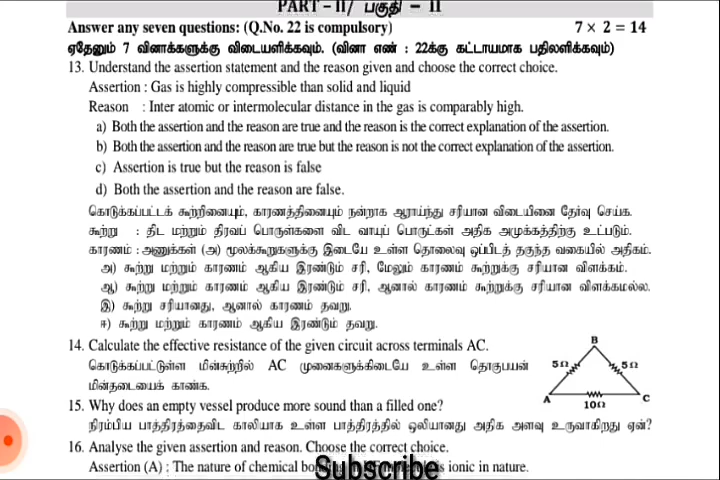 PART – II/ பகுதி – II
Answer any seven questions: (Q.No. 22 is compulsory) 7 × 2 = 14
ஏதேனும் 7 வினாக்களுக்கு விடையளிக்கவும். (வினா எண் : 22க்கு கட்டாயமாக பதிலளிக்கவும்)
13. Understand the assertion statement and the reason given and choose the correct choice.
Assertion : Gas is highly compressible than solid and liquid
Reason : Inter atomic or intermolecular distance in the gas is comparably high.
a) Both the assertion and the reason are true and the reason is the correct explanation of the assertion.
b) Both the assertion and the reason are true but the reason is not the correct explanation of the assertion.
c) Assertion is true but the reason is false
d) Both the assertion and the reason are false.
கொடுக்கப்பட்டக் கூற்றினையும், காரணத்தினையும் நன்றாக ஆராய்ந்து சரியான விடையினை தேர்வு செய்க.
கூற்று : திட மற்றும் திரவப் பொருள்களை விட வாயுப் பொருட்கள் அதிக அமுக்கத்திற்கு உட்படும்.
காரணம் : அணுக்கள் (அ) மூலக்கூறுகளுக்கு இடையே உள்ள தொலைவு ஒப்பிடத் தகுந்த வகையில் அதிகம்.
அ) கூற்று மற்றும் காரணம் ஆகிய இரண்டும் சரி, மேலும் காரணம் கூற்றுக்கு சரியான விளக்கம்.
ஆ) கூற்று மற்றும் காரணம் ஆகிய இரண்டும் சரி, ஆனால் காரணம் கூற்றுக்கு சரியான விளக்கமல்ல.
இ) கூற்று சரியானது, ஆனால் காரணம் தவறு.
ஈ) கூற்று மற்றும் காரணம் ஆகிய இரண்டும் தவறு.
14. Calculate the effective resistance of the given circuit across terminals AC.
கொடுக்கப்பட்டுள்ள மின்சுற்றில் AC முனைகளுக்கிடையே உள்ள தொகுபயன்
மின்தடையைக் காண்க.
B
5Ω 5Ω
A C
10Ω
15. Why does an empty vessel produce more sound than a filled one?
நிரம்பிய பாத்திரத்தைவிட காலியாக உள்ள பாத்திரத்தில் ஒலியானது அதிக அளவு உருவாகிறது ஏன்?
16. Analyse the given assertion and reason. Choose the correct choice.
Assertion (A) : The nature of chemical is ionic in nature.
Subscribe